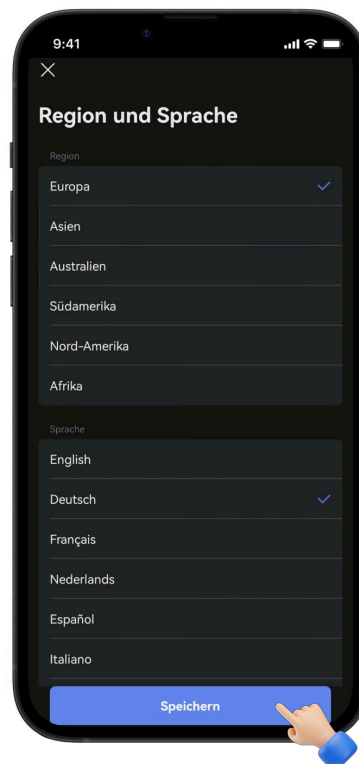 9:41
Region und Sprache
Region
Europa
Asien
Australien
Südamerika
Nord-Amerika
Afrika
Sprache
English
Deutsch
Français
Nederlands
Español
Italiano
Speichern